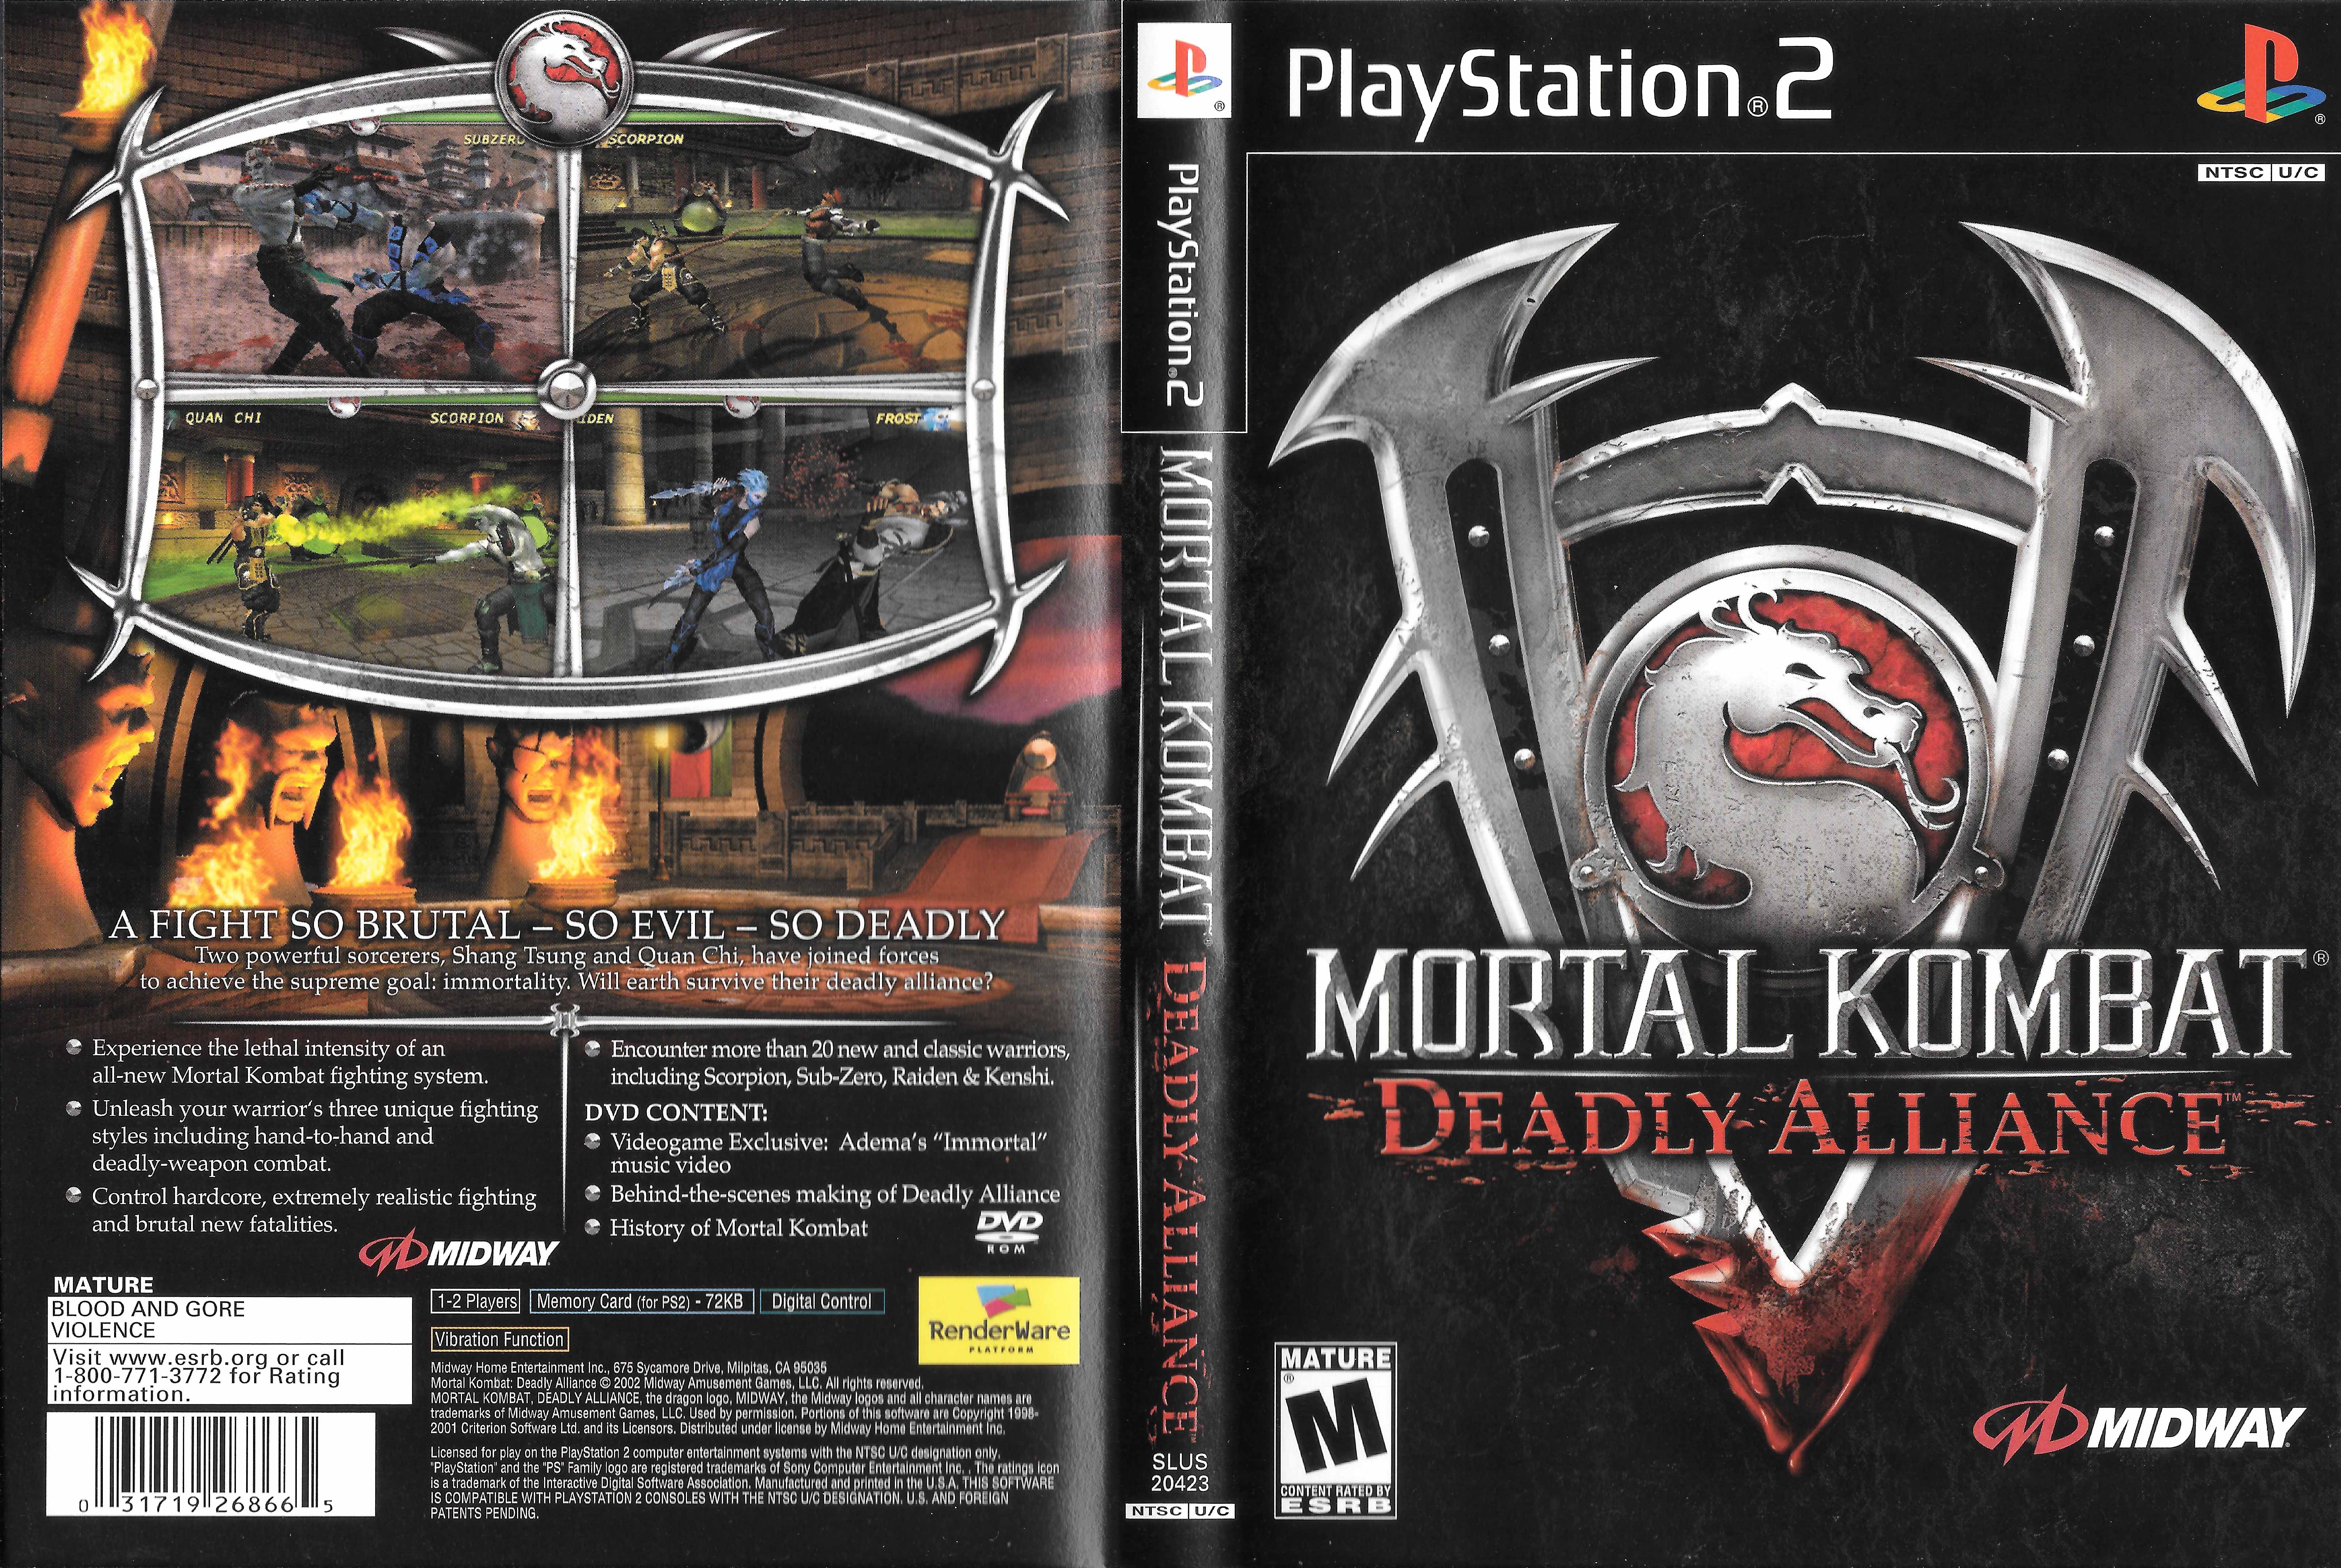 SUBZERO
SCORPION
QUAN CHI
SCORPION
IDEN
FROST
A FIGHT SO BRUTAL – SO EVIL – SO DEADLY
Two powerful sorcerers, Shang Tsung and Quan Chi, have joined forces
to achieve the supreme goal: immortality. Will earth survive their deadly alliance?
Experience the lethal intensity of an
all-new Mortal Kombat fighting system.
Unleash your warrior's three unique fighting
styles including hand-to-hand and
deadly-weapon combat.
Control hardcore, extremely realistic fighting
and brutal new fatalities.
Encounter more than 20 new and classic warriors,
including Scorpion, Sub-Zero, Raiden & Kenshi.
DVD CONTENT:
Videogame Exclusive: Adema's "Immortal"
music video
Behind-the-scenes making of Deadly Alliance
History of Mortal Kombat
DVD
ROM
MIDWAY
MATURE
BLOOD AND GORE
VIOLENCE
Visit www.esrb.org or call
1-800-771-3772 for Rating
information.
0 31719 26866 5
1-2 Players
Memory Card (for PS2) - 72KB
Digital Control
Vibration Function
RenderWare
PLATFORM
Midway Home Entertainment Inc., 675 Sycamore Drive, Milpitas, CA 95035
Mortal Kombat: Deadly Alliance © 2002 Midway Amusement Games, LLC. All rights reserved.
MORTAL KOMBAT, DEADLY ALLIANCE, the dragon logo, MIDWAY, the Midway logos and all character names are
trademarks of Midway Amusement Games, LLC. Used by permission. Portions of this software are Copyright 1998-
2001 Criterion Software Ltd. and its Licensors. Distributed under license by Midway Home Entertainment Inc.
Licensed for play on the PlayStation 2 computer entertainment systems with the NTSC U/C designation only.
"PlayStation" and the "PS" Family logo are registered trademarks of Sony Computer Entertainment Inc. . The ratings icon
is a trademark of the Interactive Digital Software Association. Manufactured and printed in the U.S.A. THIS SOFTWARE
IS COMPATIBLE WITH PLAYSTATION 2 CONSOLES WITH THE NTSC U/C DESIGNATION. U.S. AND FOREIGN
PATENTS PENDING.
PlayStation®2
MORTAL KOMBAT®
DEADLY ALLIANCE™
SLUS
20423
NTSC U/C
PlayStation®2
NTSC U/C
MORTAL KOMBAT®
DEADLY ALLIANCE™
MATURE
M
CONTENT RATED BY
ESRB
MIDWAY